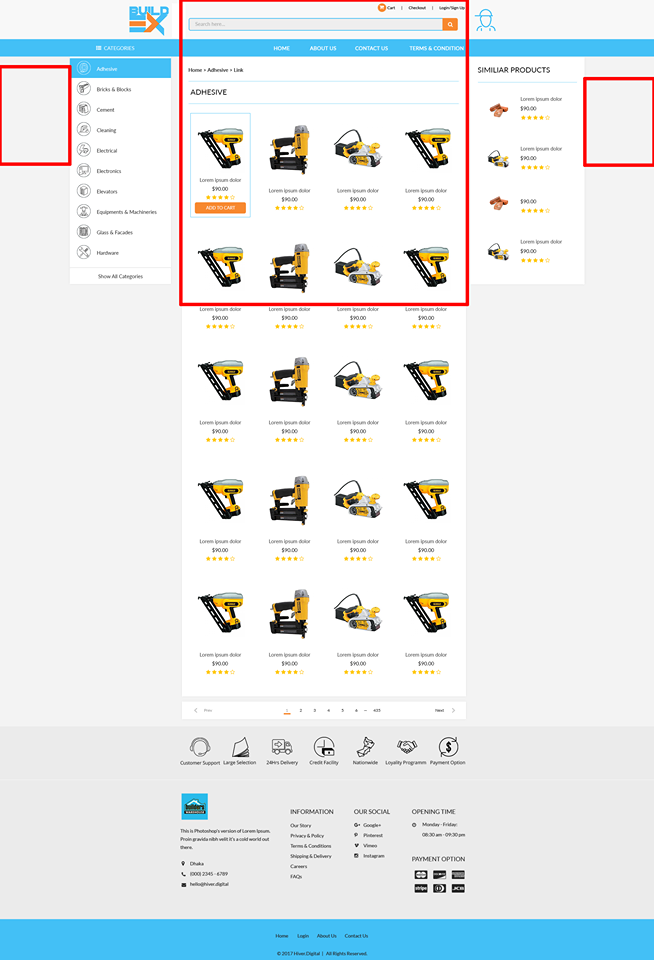 BUILD
EX
Cart | Checkout | Login/Sign Up
Search here...
CATEGORIES
HOME ABOUT US CONTACT US TERMS & CONDITION
Adhesive
Bricks & Blocks
Cement
Cleaning
Electrical
Electronics
Elevators
Equipments & Machineries
Glass & Facades
Hardware
Show All Categories
Home > Adhesive > Link
ADHESIVE
Lorem ipsum dolor
$90.00
ADD TO CART
Lorem ipsum dolor
$90.00
Lorem ipsum dolor
$90.00
Lorem ipsum dolor
$90.00
Lorem ipsum dolor Lorem ipsum dolor Lorem ipsum dolor Lorem ipsum dolor
$90.00 $90.00 $90.00 $90.00
Lorem ipsum dolor Lorem ipsum dolor Lorem ipsum dolor Lorem ipsum dolor
$90.00 $90.00 $90.00 $90.00
Lorem ipsum dolor Lorem ipsum dolor Lorem ipsum dolor Lorem ipsum dolor
$90.00 $90.00 $90.00 $90.00
Lorem ipsum dolor Lorem ipsum dolor Lorem ipsum dolor Lorem ipsum dolor
$90.00 $90.00 $90.00 $90.00
SIMILIAR PRODUCTS
Lorem ipsum dolor
$90.00
Lorem ipsum dolor
$90.00
$90.00
Lorem ipsum dolor
$90.00
Prev 1 2 3 4 5 6 ... 405 Next
Customer Support Large Selection 24Hrs Delivery Credit Facility Nationwide Loyality Programm Payment Option
This is Photoshop's version of Lorem Ipsum.
Proin gravida nibh velit it's a cold world out
there.
Dhaka
(000) 2345 - 6789
hello@hiver.digital
INFORMATION
Our Story
Privacy & Policy
Terms & Conditions
Shipping & Delivery
Careers
FAQs
OUR SOCIAL
Google+
Pinterest
Vimeo
Instagram
OPENING TIME
Monday - Friday:
08:30 am - 09:30 pm
PAYMENT OPTION
stripe
JCB
Home Login About Us Contact Us
© 2017 Hiver.Digital | All Rights Reserved.